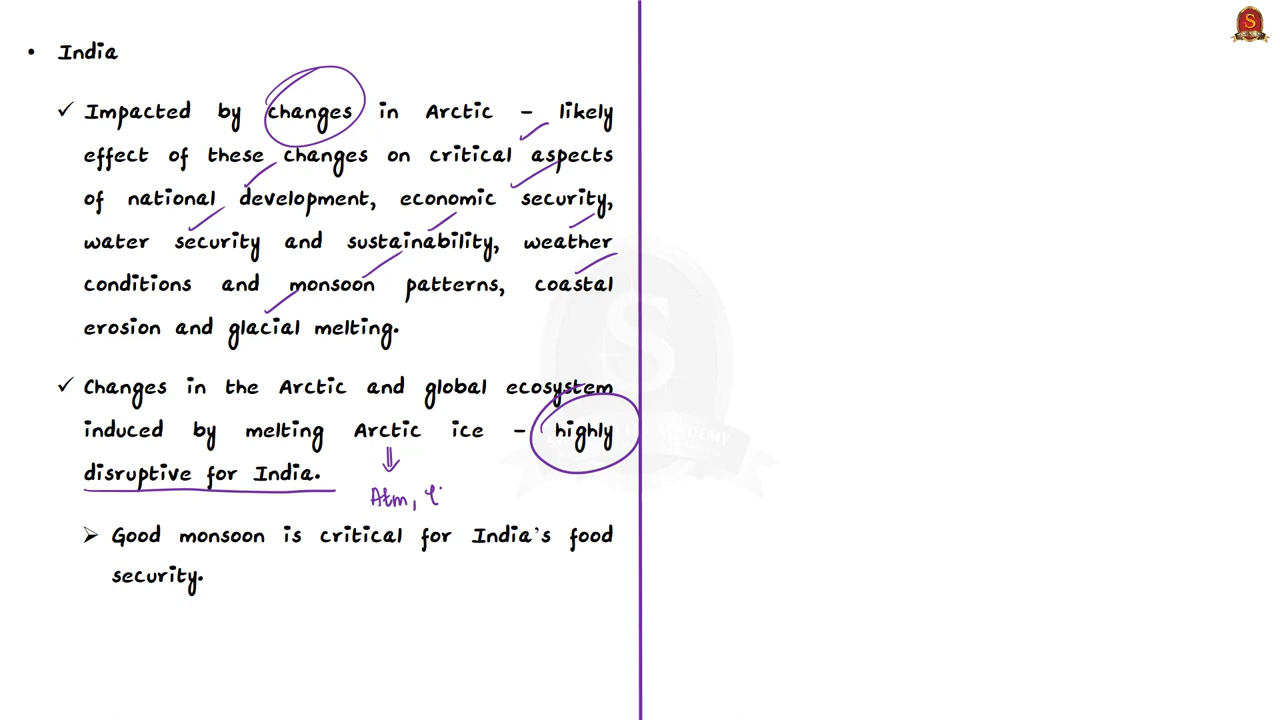 • India
✓ Impacted by changes in Arctic – likely
effect of these changes on critical aspects
of national development, economic security,
water security and sustainability, weather
conditions and monsoon patterns, coastal
erosion and glacial melting.
✓ Changes in the Arctic and global ecosystem
induced by melting Arctic ice – highly
disruptive for India.
Atm,
➢ Good monsoon is critical for India's food
security.